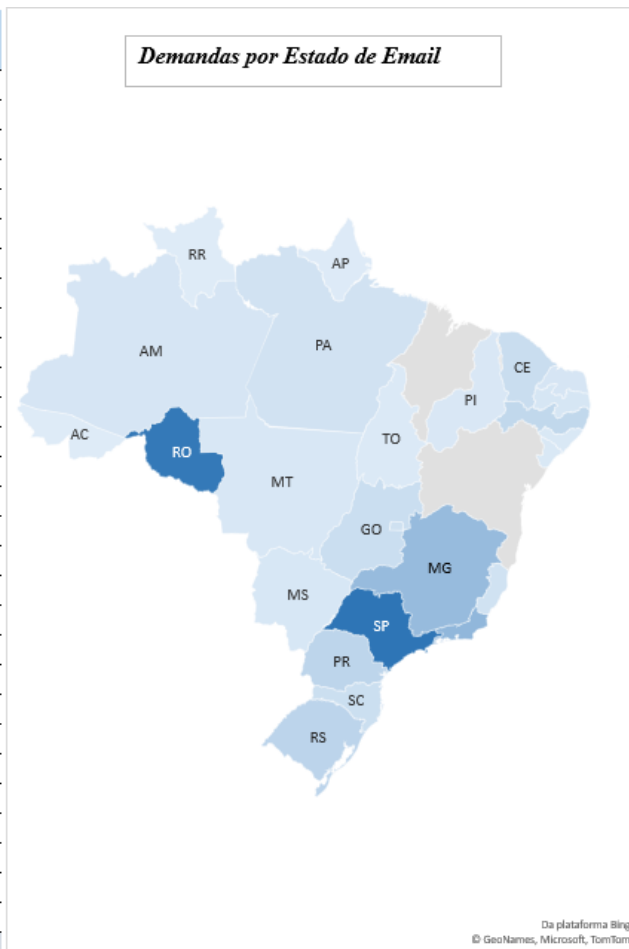 Demandas por Estado de Email
RR
AP
AM
PA
CE
PI
AC
TO
RO
MT
GO
MG
MS
SP
PR
SC
RS
Da plataforma Bing
© GeoNames, Microsoft, TomTom